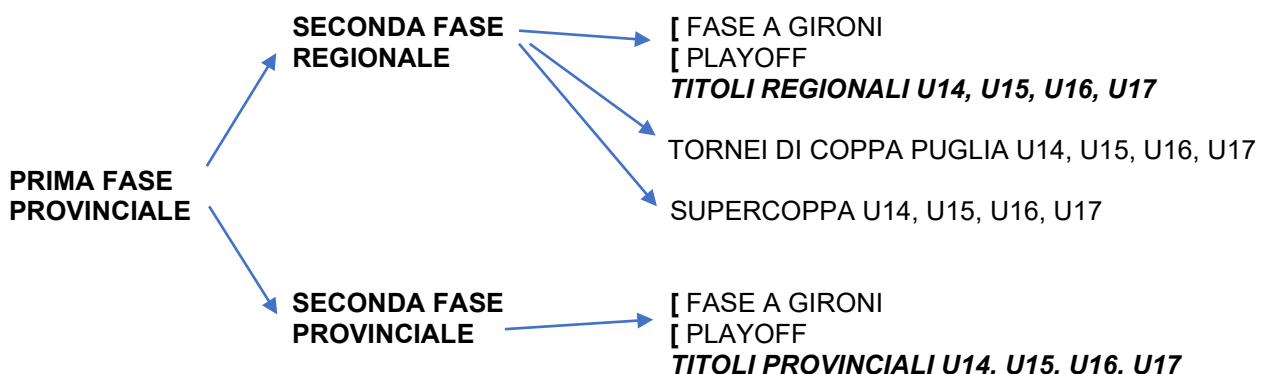 SECONDA FASE
REGIONALE
[ FASE A GIRONI
[ PLAYOFF
TITOLI REGIONALI U14, U15, U16, U17
TORNEI DI COPPA PUGLIA U14, U15, U16, U17
PRIMA FASE
PROVINCIALE
SUPERCOPPA U14, U15, U16, U17
SECONDA FASE
PROVINCIALE
[ FASE A GIRONI
[ PLAYOFF
TITOLI PROVINCIALI U14, U15, U16, U17